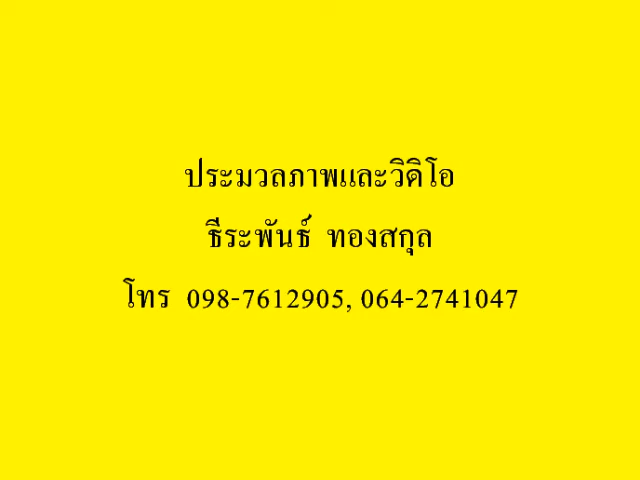 ประมวลภาพและวิดิโอ
ธีระพันธ์ ทองสกุล
โทร 098-7612905, 064-2741047